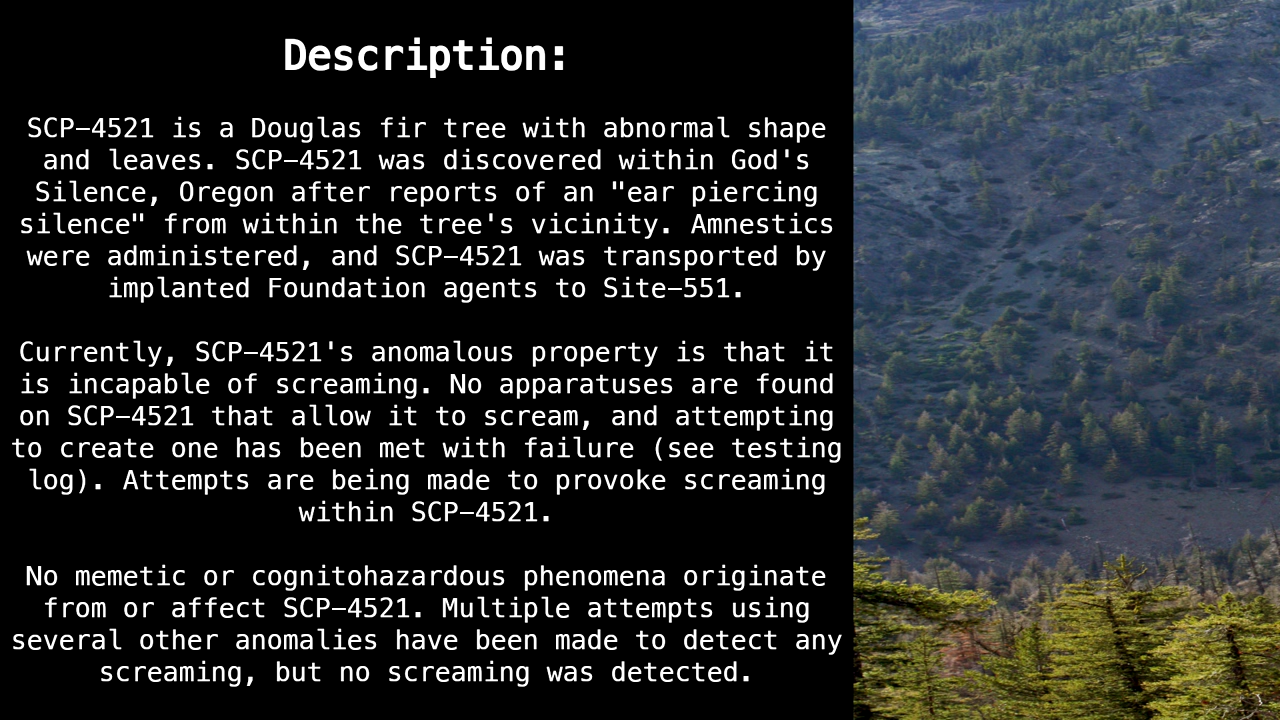 Description:
SCP-4521 is a Douglas fir tree with abnormal shape
and leaves. SCP-4521 was discovered within God's
Silence, Oregon after reports of an "ear piercing
silence" from within the tree's vicinity. Amnestics
were administered, and SCP-4521 was transported by
implanted Foundation agents to Site-551.
Currently, SCP-4521's anomalous property is that it
is incapable of screaming. No apparatuses are found
on SCP-4521 that allow it to scream, and attempting
to create one has been met with failure (see testing
log). Attempts are being made to provoke screaming
within SCP-4521.
No memetic or cognitohazardous phenomena originate
from or affect SCP-4521. Multiple attempts using
several other anomalies have been made to detect any
screaming, but no screaming was detected.